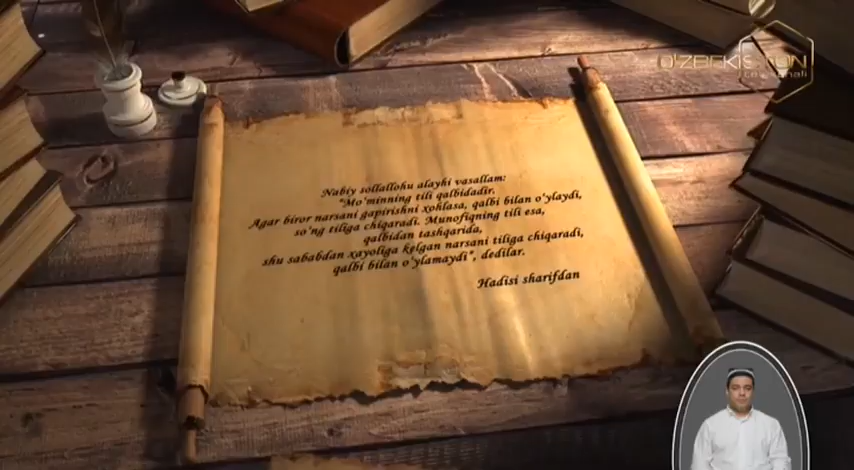 O'ZBEKISTON
telekanali
Nabiy sollallohu alayhi vasallam:
"Mo'minning tili qalbidadir.
Agar biror narsani gapirishni xohlasa, qalbi bilan o'ylaydi,
so'ng tiliga chiqaradi. Munofiqning tili esa,
qalbidan tashqarida,
shu sababdan xayoliga kelgan narsani tiliga chiqaradi,
qalbi bilan o'ylamaydi", dedilar.
Hadisi sharifdan